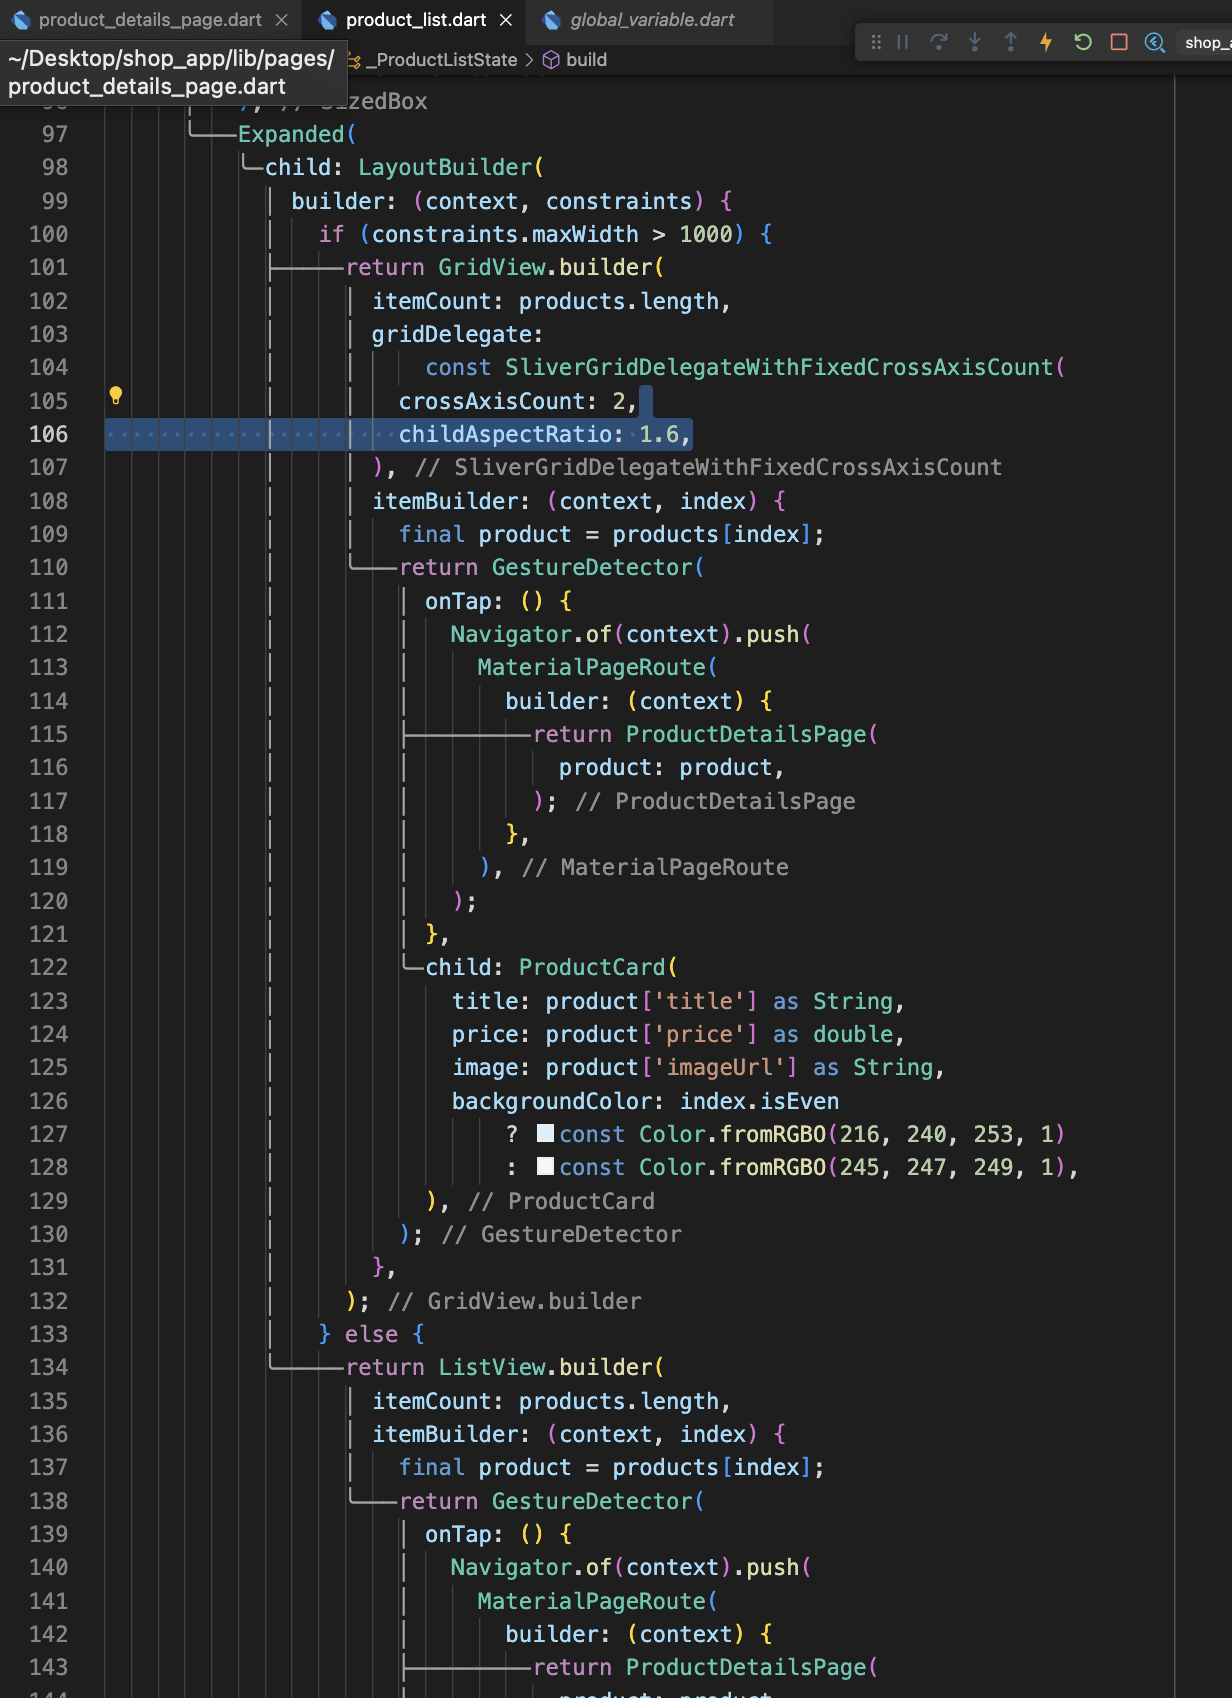 product_details_page.dart
product_list.dart
global_variable.dart
shop_a
~/Desktop/shop_app/lib/pages/
product_details_page.dart
_ProductListState > build
96 ), // SizedBox
97 Expanded(
98 child: LayoutBuilder(
99 builder: (context, constraints) {
100 if (constraints.maxWidth > 1000) {
101 return GridView.builder(
102 itemCount: products.length,
103 gridDelegate:
104 const SliverGridDelegateWithFixedCrossAxisCount(
105 crossAxisCount: 2,
106 childAspectRatio: 1.6,
107 ), // SliverGridDelegateWithFixedCrossAxisCount
108 itemBuilder: (context, index) {
109 final product = products[index];
110 return GestureDetector(
111 onTap: () {
112 Navigator.of(context).push(
113 MaterialPageRoute(
114 builder: (context) {
115 return ProductDetailsPage(
116 product: product,
117 ); // ProductDetailsPage
118 },
119 ), // MaterialPageRoute
120 );
121 },
122 child: ProductCard(
123 title: product['title'] as String,
124 price: product['price'] as double,
125 image: product['imageUrl'] as String,
126 backgroundColor: index.isEven
127 ? const Color.fromRGBO(216, 240, 253, 1)
128 : const Color.fromRGBO(245, 247, 249, 1),
129 ), // ProductCard
130 ); // GestureDetector
131 },
132 ); // GridView.builder
133 } else {
134 return ListView.builder(
135 itemCount: products.length,
136 itemBuilder: (context, index) {
137 final product = products[index];
138 return GestureDetector(
139 onTap: () {
140 Navigator.of(context).push(
141 MaterialPageRoute(
142 builder: (context) {
143 return ProductDetailsPage(
144 product: product